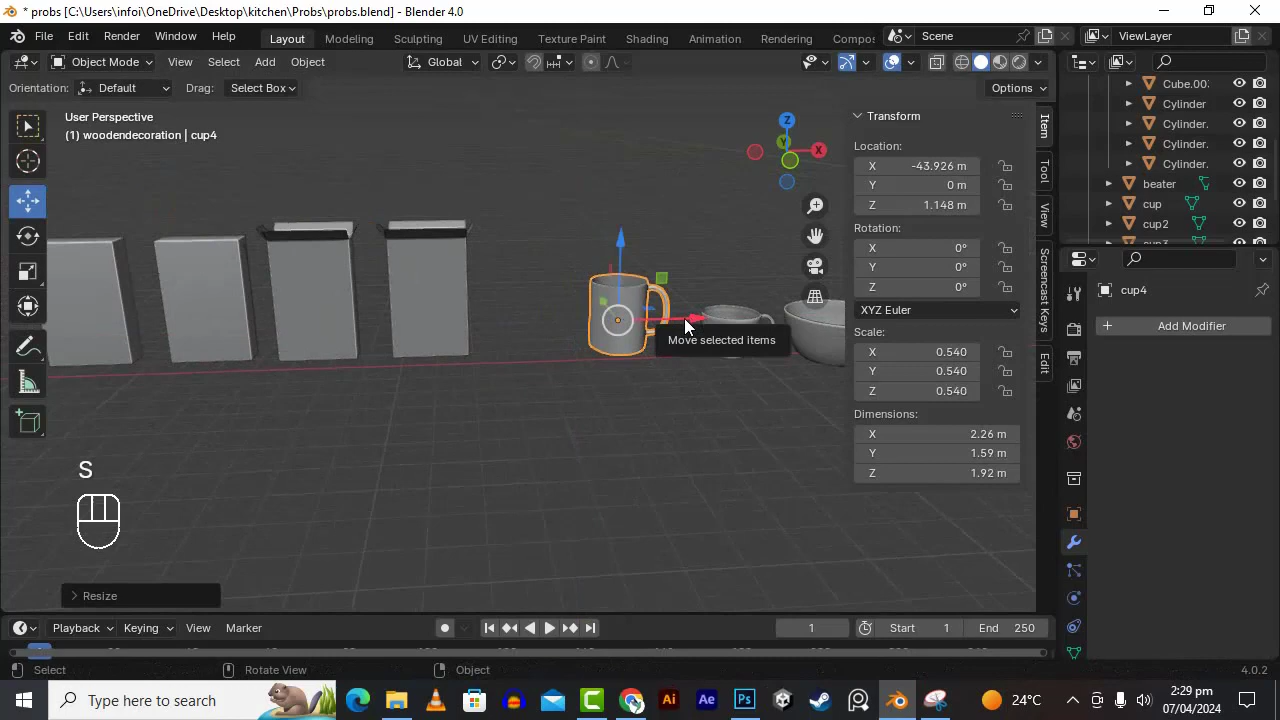 * probs [C:\Users\infoi\OneDrive\Desktop\kitchen\Probs\probs.blend] - Blender 4.0
File Edit Render Window Help Layout Modeling Sculpting UV Editing Texture Paint Shading Animation Rendering Compos Scene ViewLayer
Object Mode View Select Add Object Global
Orientation: Default Drag: Select Box Options
User Perspective
(1) woodendecoration | cup4
Z
Y
X
Transform
Location:
X -43.926 m
Y 0 m
Z 1.148 m
Rotation:
X 0°
Y 0°
Z 0°
XYZ Euler
Scale:
X 0.540
Y 0.540
Z 0.540
Dimensions:
X 2.26 m
Y 1.59 m
Z 1.92 m
Item
Tool
View
Screencast Keys
Edit
Cube.00
Cylinder
Cylinder.
Cylinder.
Cylinder.
beater
cup
cup2
cup4
Add Modifier
Move selected items
S
Resize
Playback Keying View Marker 1 Start 1 End 250
Select Rotate View Object 4.0.2
Type here to search Ai Ae Ps 24°C 2:29 pm
07/04/2024